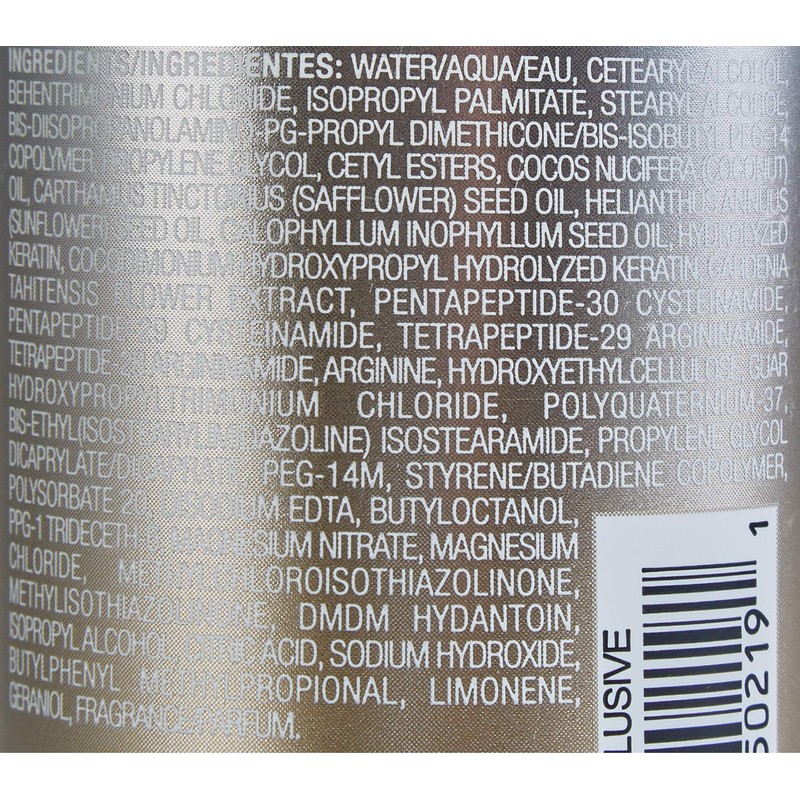 INGREDIENTS/INGREDIENTES: WATER/AQUA/EAU, CETEARYL ALCOHOL,
BEHENTRIMONIUM CHLORIDE, ISOPROPYL PALMITATE, STEARYL ALCOHOL,
BIS-DIISOPROPANOLAMINO-PG-PROPYL DIMETHICONE/BIS-ISOBUTYL PEG-14
COPOLYMER, PROPYLENE GLYCOL, CETYL ESTERS, COCOS NUCIFERA (COCONUT)
OIL, CARTHAMUS TINCTORIUS (SAFFLOWER) SEED OIL, HELIANTHUS ANNUUS
(SUNFLOWER) SEED OIL, CALOPHYLLUM INOPHYLLUM SEED OIL, HYDROLYZED
KERATIN, COCODIMONIUM HYDROXYPROPYL HYDROLYZED KERATIN, GARDENIA
TAHITENSIS FLOWER EXTRACT, PENTAPEPTIDE-30 CYSTEINAMIDE,
PENTAPEPTIDE-29 CYSTEINAMIDE, TETRAPEPTIDE-29 ARGININAMIDE,
TETRAPEPTIDE ARGININAMIDE, ARGININE, HYDROXYETHYLCELLULOSE, GUAR
HYDROXYPROPYLTRIMONIUM CHLORIDE, POLYQUATERNIUM-37,
BIS-ETHYL(ISOSTEARYLIMIDAZOLINE) ISOSTEARAMIDE, PROPYLENE GLYCOL
DICAPRYLATE/DICAPRATE, PEG-14M, STYRENE/BUTADIENE COPOLYMER,
POLYSORBATE 20, DISODIUM EDTA, BUTYLOCTANOL,
PPG-1 TRIDECETH-6, MAGNESIUM NITRATE, MAGNESIUM
CHLORIDE, METHYLCHLOROISOTHIAZOLINONE,
METHYLISOTHIAZOLINONE, DMDM HYDANTOIN,
ISOPROPYL ALCOHOL, CITRIC ACID, SODIUM HYDROXIDE,
BUTYLPHENYL METHYLPROPIONAL, LIMONENE,
GERANIOL, FRAGRANCE/PARFUM.
LUSIVE
50219
1